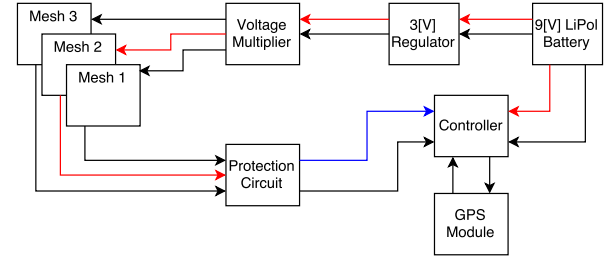 Mesh 3
Mesh 2
Mesh 1
Voltage
Multiplier
3[V]
Regulator
9[V] LiPol
Battery
Controller
Protection
Circuit
GPS
Module